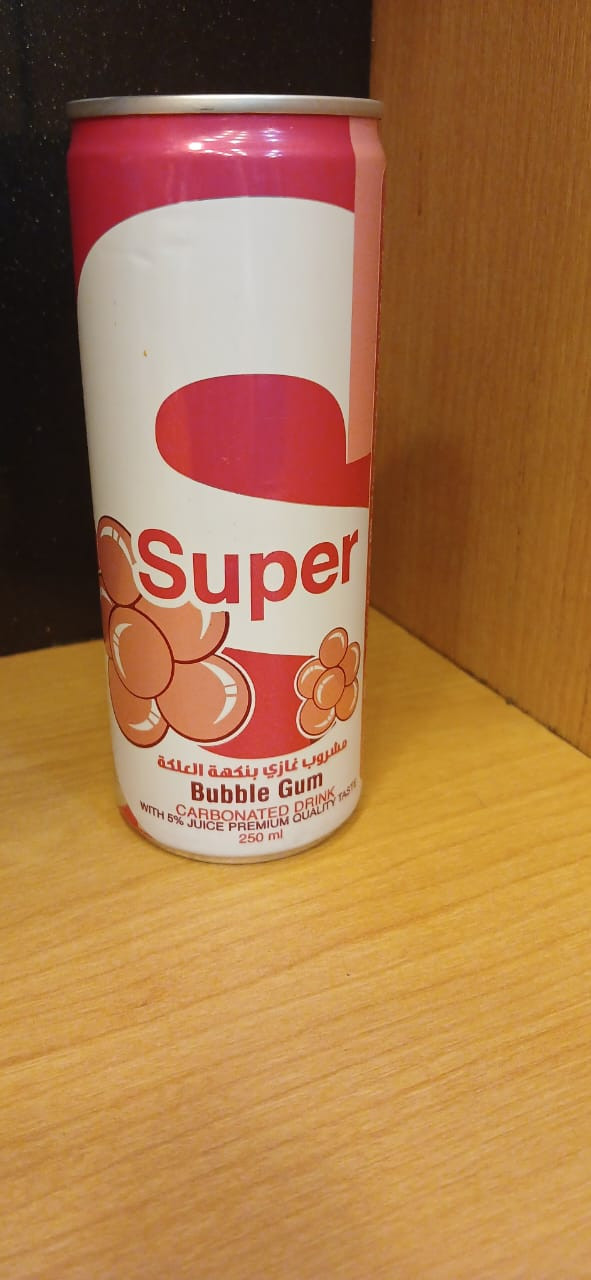 Super
مشروب غازي بنكهة العلكة
Bubble Gum
CARBONATED DRINK
WITH 5% JUICE PREMIUM QUALITY TASTE
250 ml